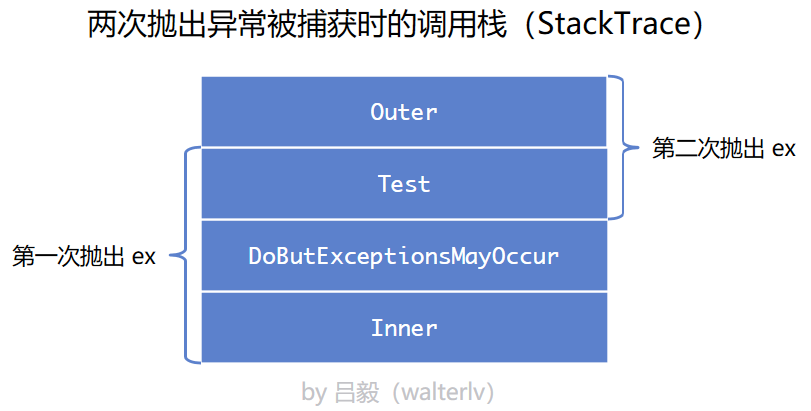 两次抛出异常被捕获时的调用栈（StackTrace）
Outer
第二次抛出 ex
Test
第一次抛出 ex
DoButExceptionsMayOccur
Inner
by 吕毅（walterlv）